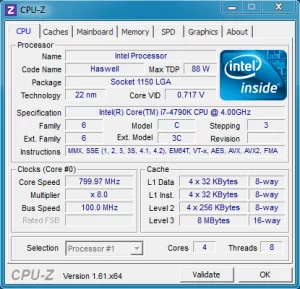 CPU-Z
CPU Caches Mainboard Memory SPD Graphics About
Processor
Name Intel Processor
Code Name Haswell Max TDP 88 W
Package Socket 1150 LGA
Technology 22 nm Core VID 0.717 V
intel inside™
Specification Intel(R) Core(TM) i7-4790K CPU @ 4.00GHz
Family 6 Model C Stepping 3
Ext. Family 6 Ext. Model 3C Revision
Instructions MMX, SSE (1, 2, 3, 3S, 4.1, 4.2), EM64T, VT-x, AES, AVX, AVX2, FMA
Clocks (Core #0) Cache
Core Speed 799.97 MHz L1 Data 4 x 32 KBytes 8-way
Multiplier x 8.0 L1 Inst. 4 x 32 KBytes 8-way
Bus Speed 100.0 MHz Level 2 4 x 256 KBytes 8-way
Rated FSB Level 3 8 MBytes 16-way
Selection Processor #1 Cores 4 Threads 8
CPU-Z Version 1.61.x64 Validate OK